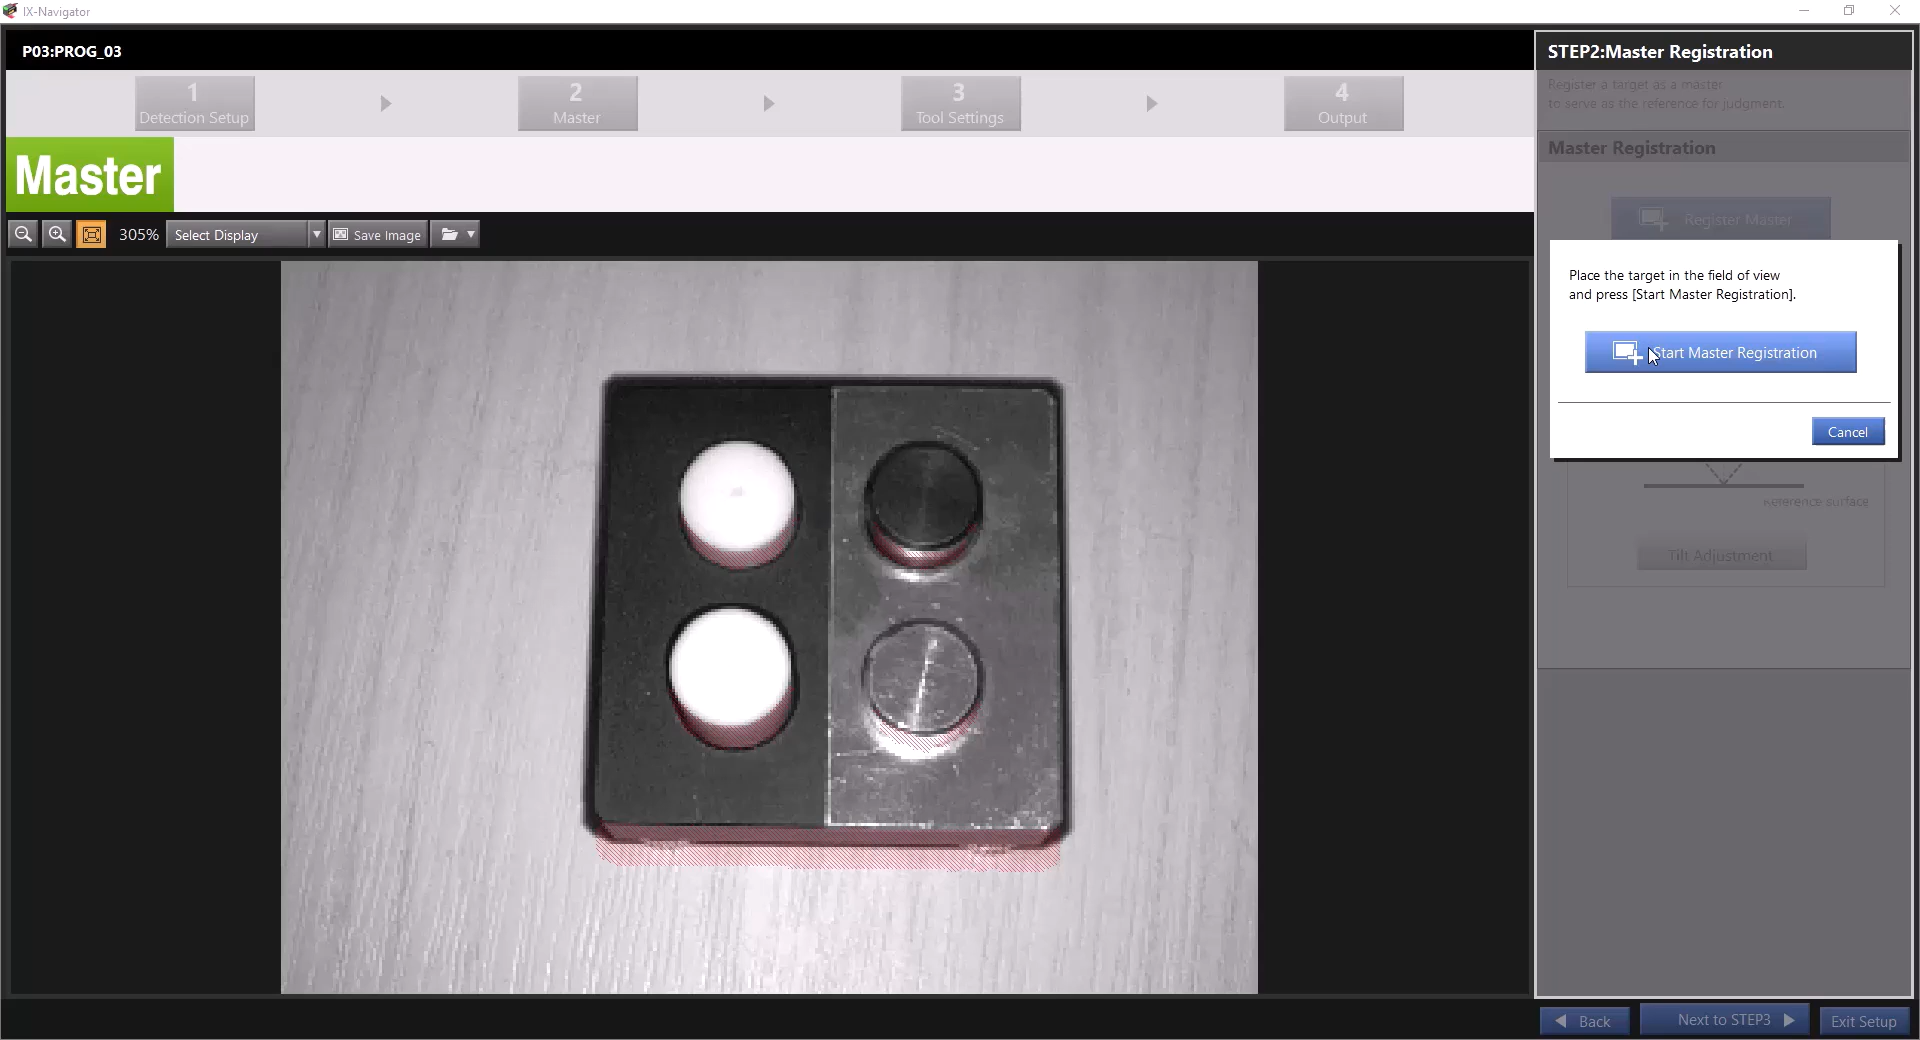 IX-Navigator
P03:PROG_03
STEP2:Master Registration
1
Detection Setup
2
Master
3
Tool Settings
4
Output
Register a target as a master
to serve as the reference for judgment.
Master Registration
Master
Register Master
305%
Select Display
Save Image
Place the target in the field of view
and press [Start Master Registration].
Start Master Registration
Cancel
Reference surface
Tilt Adjustment
Back
Next to STEP3
Exit Setup